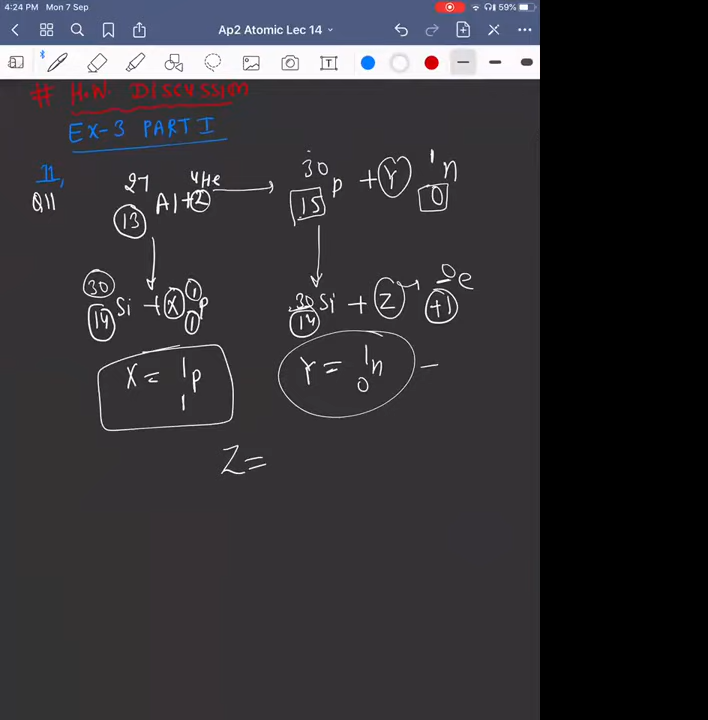 4:24 PM Mon 7 Sep
59%
Ap2 Atomic Lec 14
T
# H.W. DISCUSSION
EX-3 PART I
11,
Q11
27 4He 30 1
13 Al + 2 → 15 P + Y 0 n
30 1 30 0
14 Si + X 1 p 14 Si + Z → +1 e
X = 1 p Y = 1 n -
1 0
Z =